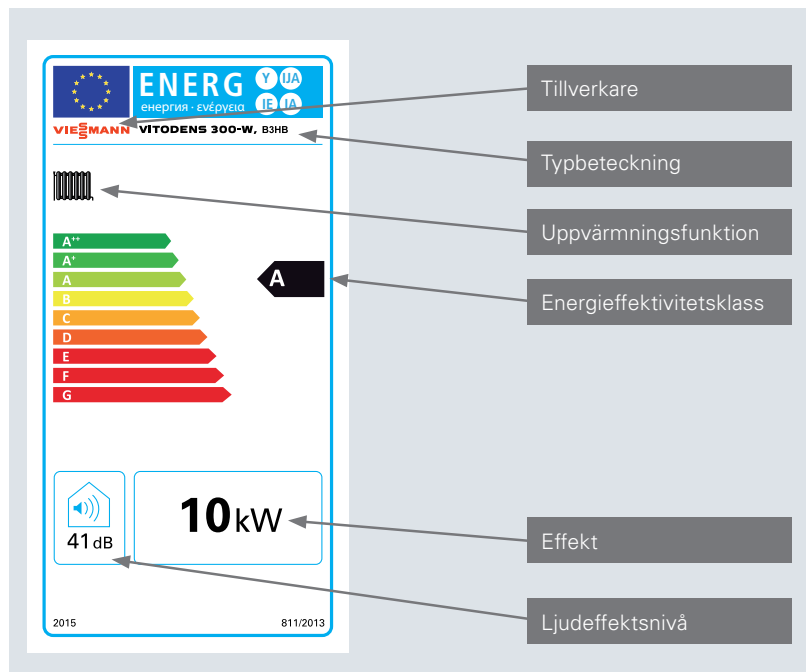 ENERG Y IJA
енергия · ενέργεια IE IA
VIESSMANN VITODENS 300-W, B3HB
A++
A+
A
B
C
D
E
F
G
A
41 dB
10 kW
2015 811/2013
Tillverkare
Typbeteckning
Uppvärmningsfunktion
Energieffektivitetsklass
Effekt
Ljudeffektsnivå